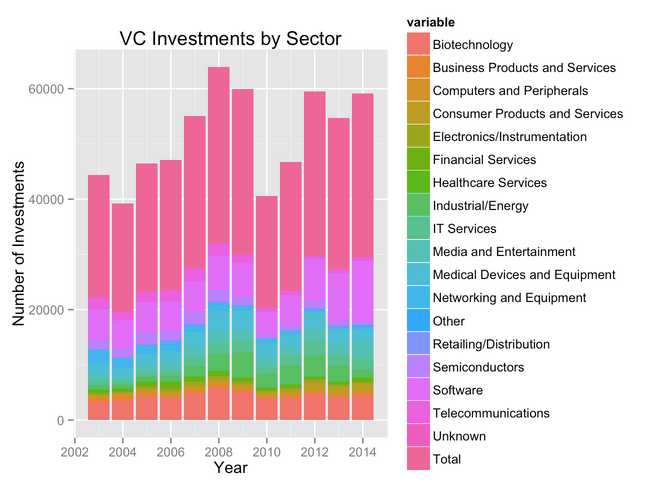 VC Investments by Sector
60000
40000
20000
0
Number of Investments
2002 2004 2006 2008 2010 2012 2014
Year
variable
Biotechnology
Business Products and Services
Computers and Peripherals
Consumer Products and Services
Electronics/Instrumentation
Financial Services
Healthcare Services
Industrial/Energy
IT Services
Media and Entertainment
Medical Devices and Equipment
Networking and Equipment
Other
Retailing/Distribution
Semiconductors
Software
Telecommunications
Unknown
Total